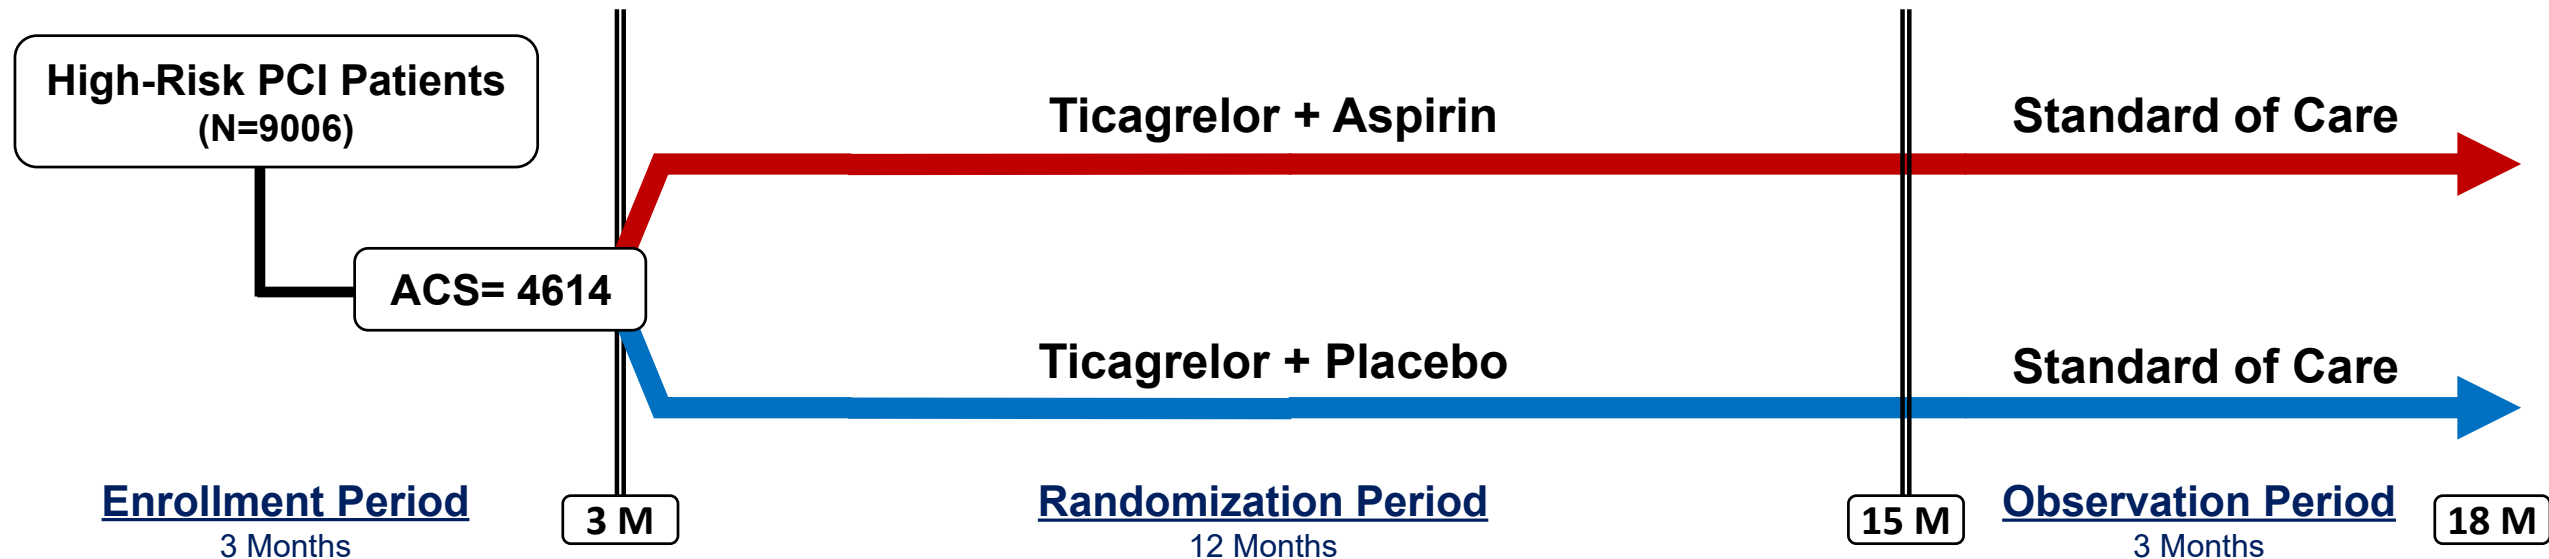 High-Risk PCI Patients
(N=9006)
ACS= 4614
Ticagrelor + Aspirin
Standard of Care
Ticagrelor + Placebo
Standard of Care
Enrollment Period
3 Months
3 M
Randomization Period
12 Months
15 M
Observation Period
3 Months
18 M